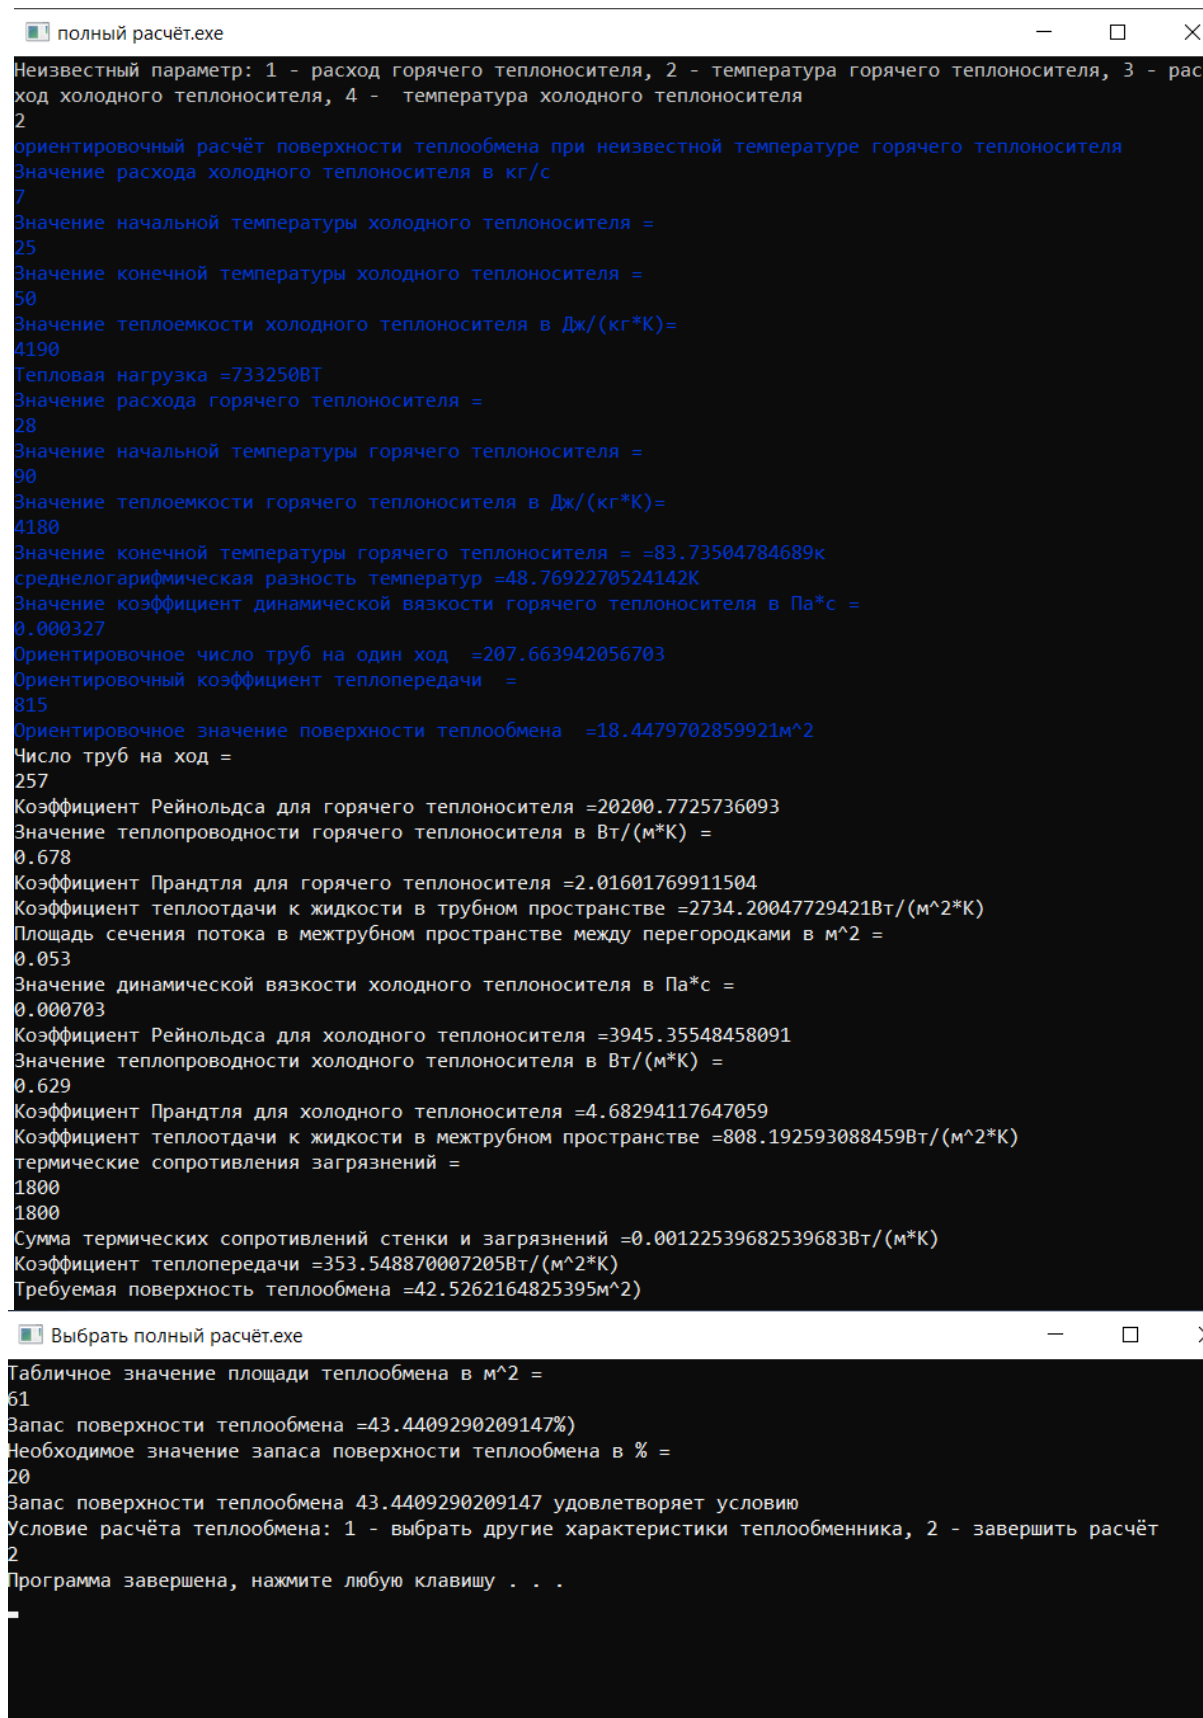 полный расчёт.exe
Неизвестный параметр: 1 - расход горячего теплоносителя, 2 - температура горячего теплоносителя, 3 - рас
ход холодного теплоносителя, 4 -  температура холодного теплоносителя
2
ориентировочный расчёт поверхности теплообмена при неизвестной температуре горячего теплоносителя
Значение расхода холодного теплоносителя в кг/с
7
Значение начальной температуры холодного теплоносителя =
25
Значение конечной температуры холодного теплоносителя =
50
Значение теплоемкости холодного теплоносителя в Дж/(кг*К)=
4190
Тепловая нагрузка =733250ВТ
Значение расхода горячего теплоносителя =
28
Значение начальной температуры горячего теплоносителя =
90
Значение теплоемкости горячего теплоносителя в Дж/(кг*К)=
4180
Значение конечной температуры горячего теплоносителя = =83.73504784689к
среднелогарифмическая разность температур =48.7692270524142К
Значение коэффициент динамической вязкости горячего теплоносителя в Па*с =
0.000327
Ориентировочное число труб на один ход  =207.663942056703
Ориентировочный коэффициент теплопередачи  =
815
Ориентировочное значение поверхности теплообмена  =18.4479702859921м^2
Число труб на ход =
257
Коэффициент Рейнольдса для горячего теплоносителя =20200.7725736093
Значение теплопроводности горячего теплоносителя в Вт/(м*К) =
0.678
Коэффициент Прандтля для горячего теплоносителя =2.01601769911504
Коэффициент теплоотдачи к жидкости в трубном пространстве =2734.20047729421Вт/(м^2*К)
Площадь сечения потока в межтрубном пространстве между перегородками в м^2 =
0.053
Значение динамической вязкости холодного теплоносителя в Па*с =
0.000703
Коэффициент Рейнольдса для холодного теплоносителя =3945.35548458091
Значение теплопроводности холодного теплоносителя в Вт/(м*К) =
0.629
Коэффициент Прандтля для холодного теплоносителя =4.68294117647059
Коэффициент теплоотдачи к жидкости в межтрубном пространстве =808.192593088459Вт/(м^2*К)
термические сопротивления загрязнений =
1800
1800
Сумма термических сопротивлений стенки и загрязнений =0.00122539682539683Вт/(м*К)
Коэффициент теплопередачи =353.548870007205Вт/(м^2*К)
Требуемая поверхность теплообмена =42.5262164825395м^2)
Выбрать полный расчёт.exe
Табличное значение площади теплообмена в м^2 =
61
Запас поверхности теплообмена =43.4409290209147%)
Необходимое значение запаса поверхности теплообмена в % =
20
Запас поверхности теплообмена 43.4409290209147 удовлетворяет условию
Условие расчёта теплообмена: 1 - выбрать другие характеристики теплообменника, 2 - завершить расчёт
2
Программа завершена, нажмите любую клавишу . . .